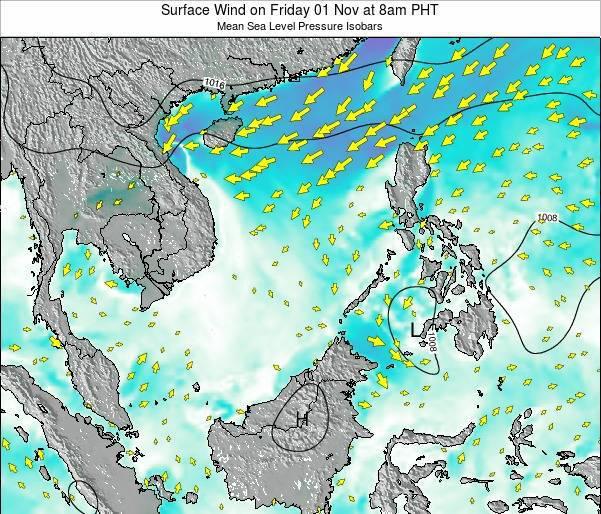 Surface Wind on Friday 01 Nov at 8am PHT
Mean Sea Level Pressure Isobars
1016
1008
L
1008
H